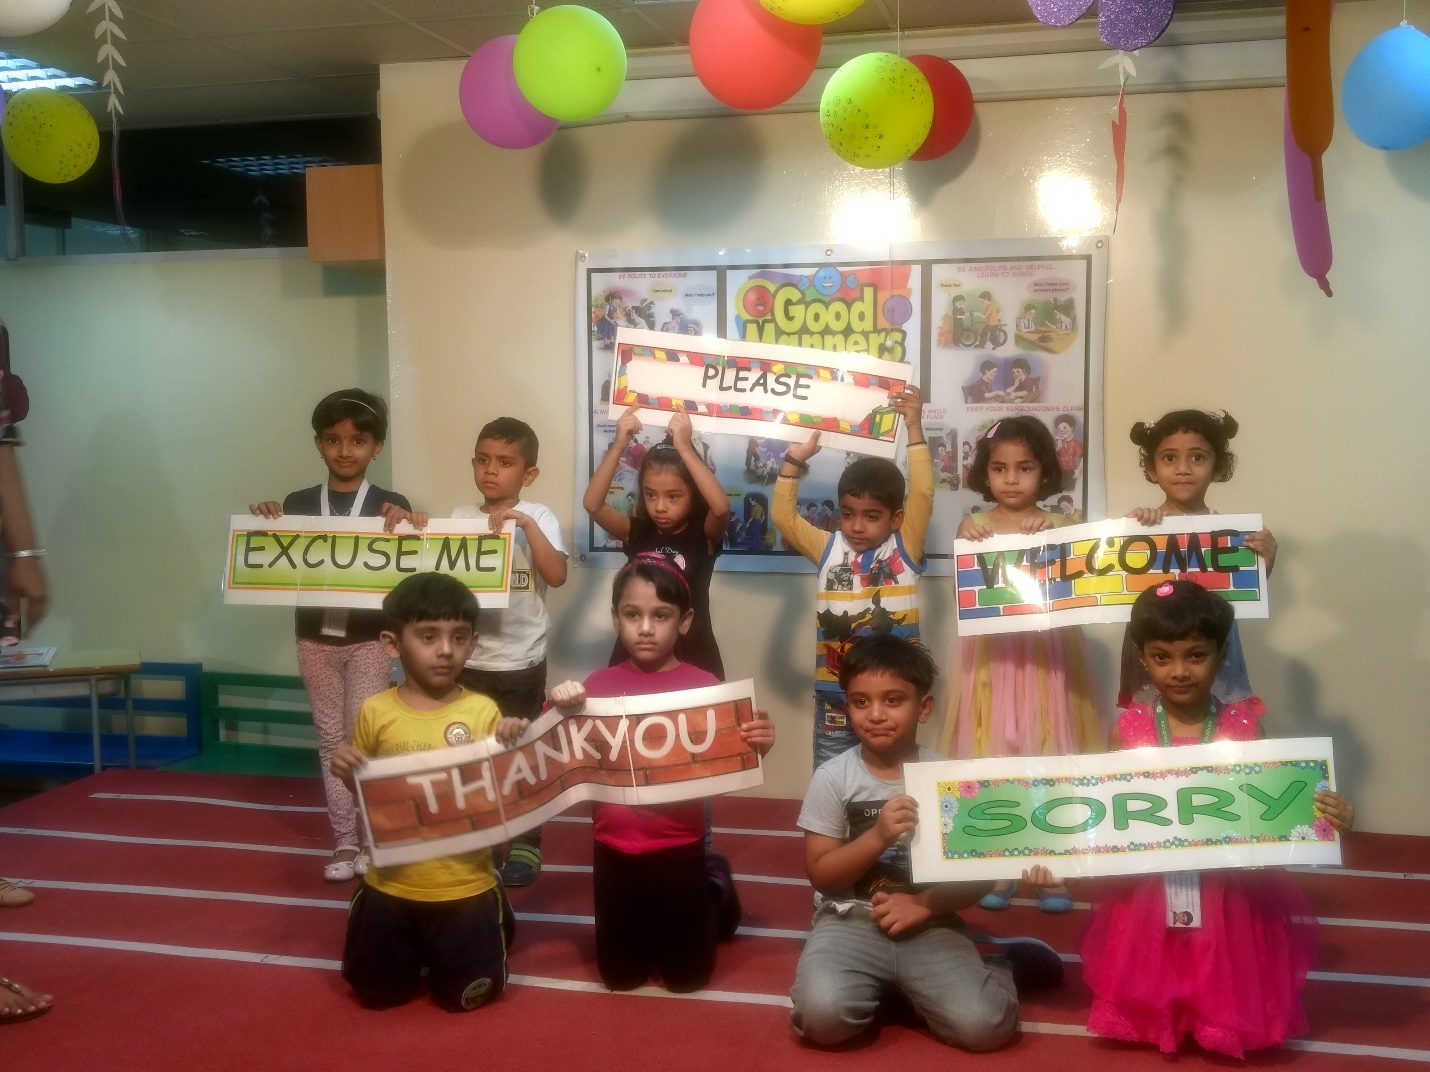 BE POLITE TO EVERYONE
Good
Manners
BE KIND, POLITE AND HELPFUL.
LEARN TO SHARE
KEEP YOUR SURROUNDINGS CLEAN
PLEASE
EXCUSE ME
WELCOME
THANKYOU
SORRY